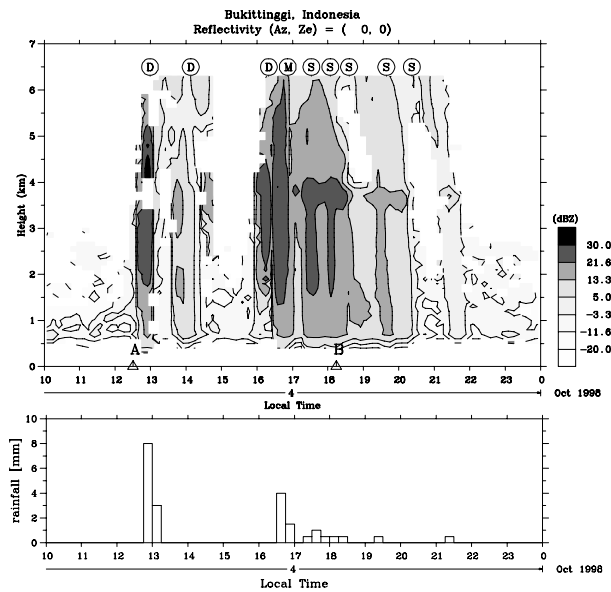 Bukittinggi, Indonesia
Reflectivity (Az, Ze) = ( 0, 0)
7
D D D M S S S S S
6
5
4
3
2
1
0
Height (km)
A B
10 11 12 13 14 15 16 17 18 19 20 21 22 23 0
4 Oct 1998
Local Time
(dBZ)
30.0
21.6
13.3
5.0
-3.3
-11.6
-20.0
10
8
6
4
2
0
rainfall [mm]
10 11 12 13 14 15 16 17 18 19 20 21 22 23 0
4 Oct 1998
Local Time